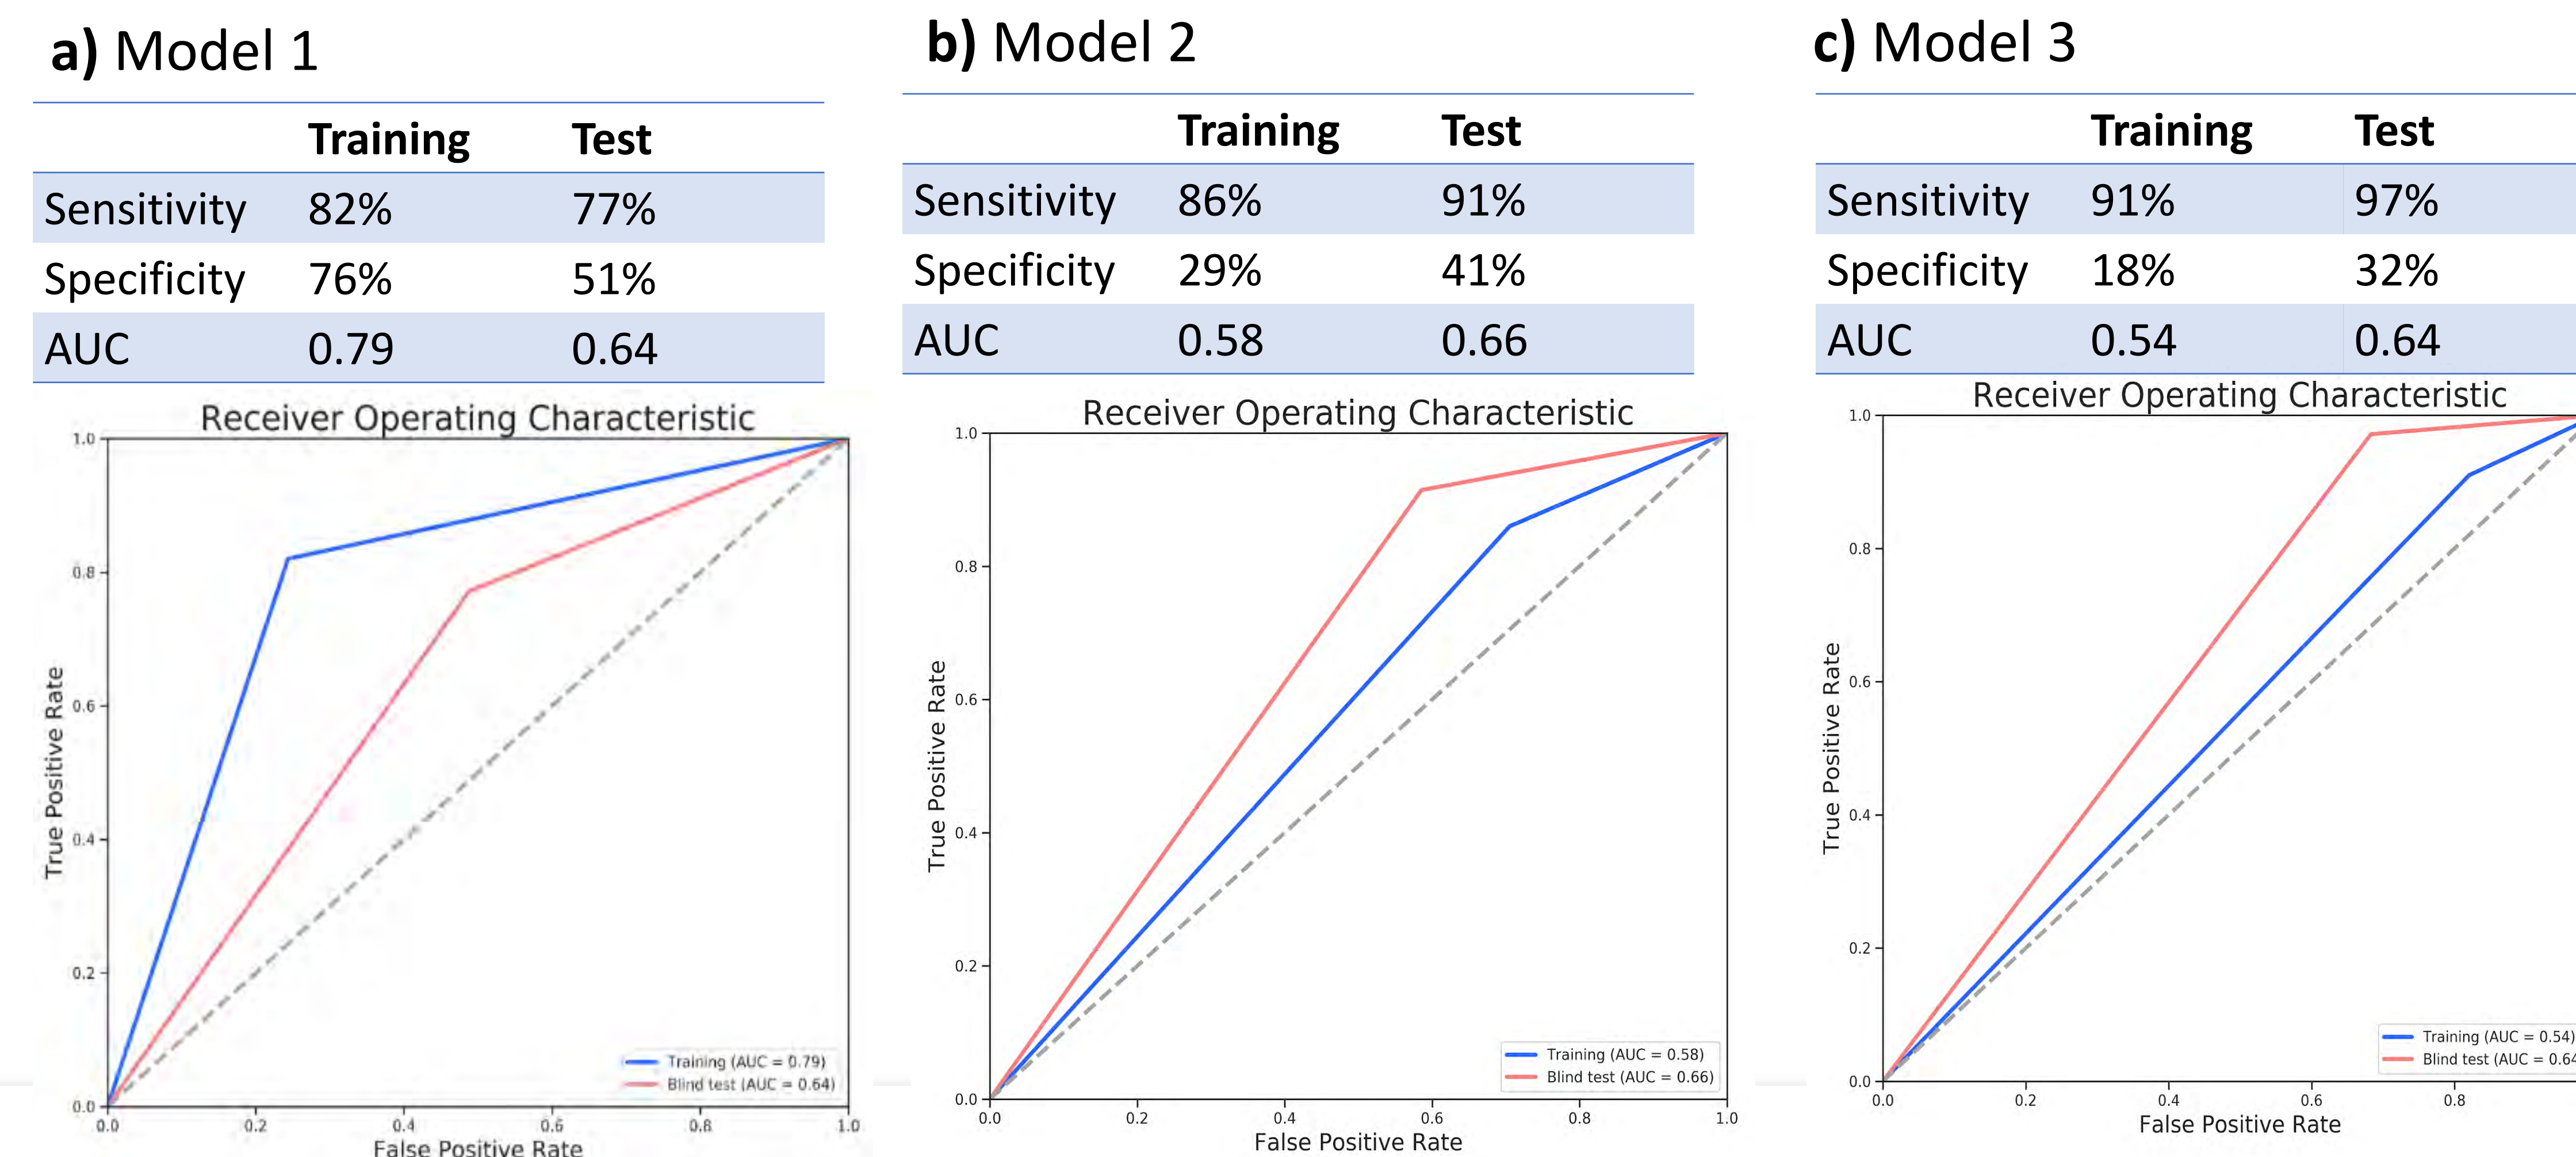 a) Model 1
Training Test
Sensitivity 82% 77%
Specificity 76% 51%
AUC 0.79 0.64
Receiver Operating Characteristic
1.0
0.8
0.6
0.4
0.2
0.0
True Positive Rate
Training (AUC = 0.79)
Blind test (AUC = 0.64)
0.0 0.2 0.4 0.6 0.8 1.0
False Positive Rate
b) Model 2
Training Test
Sensitivity 86% 91%
Specificity 29% 41%
AUC 0.58 0.66
Receiver Operating Characteristic
1.0
0.8
0.6
0.4
0.2
0.0
True Positive Rate
Training (AUC = 0.58)
Blind test (AUC = 0.66)
0.0 0.2 0.4 0.6 0.8 1.0
False Positive Rate
c) Model 3
Training Test
Sensitivity 91% 97%
Specificity 18% 32%
AUC 0.54 0.64
Receiver Operating Characteristic
1.0
0.8
0.6
0.4
0.2
0.0
True Positive Rate
Training (AUC = 0.54)
Blind test (AUC = 0.64
0.0 0.2 0.4 0.6 0.8
False Positive Rate